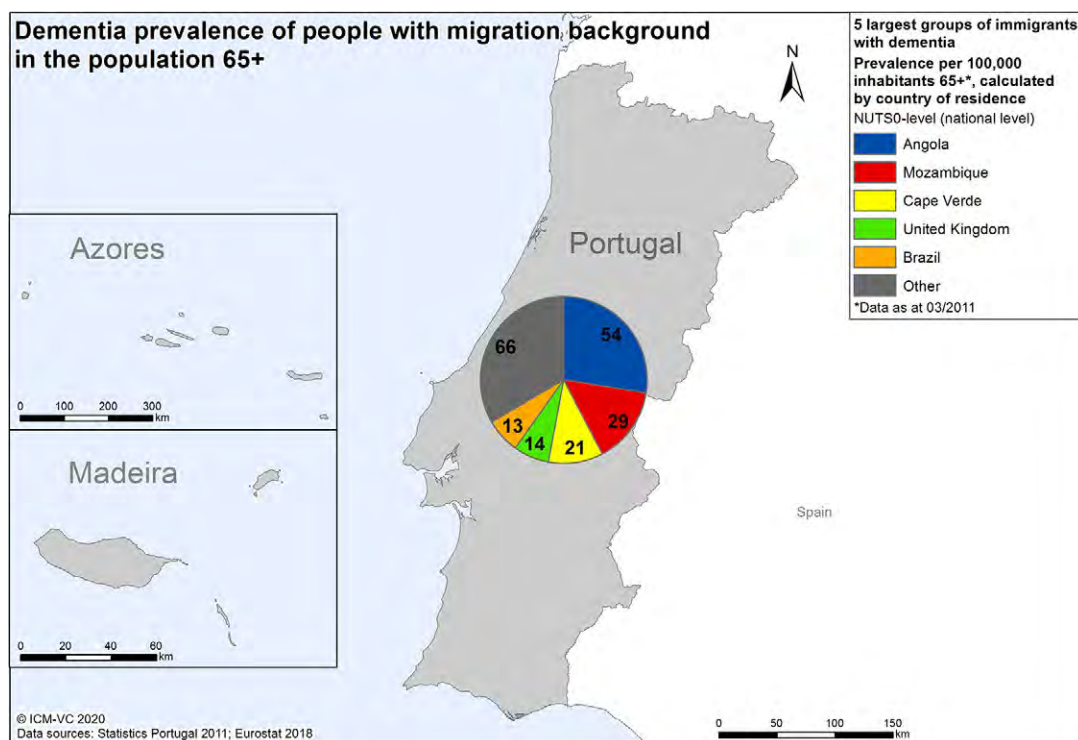 Dementia prevalence of people with migration background
in the population 65+
N
5 largest groups of immigrants
with dementia
Prevalence per 100,000
inhabitants 65+*, calculated
by country of residence
NUTS0-level (national level)
Angola
Mozambique
Cape Verde
United Kingdom
Brazil
Other
*Data as at 03/2011
Azores
0 100 200 300
km
Madeira
0 20 40 60
km
Portugal
54
66
29
13
14
21
Spain
© ICM-VC 2020
Data sources: Statistics Portugal 2011; Eurostat 2018
0 50 100 150
km